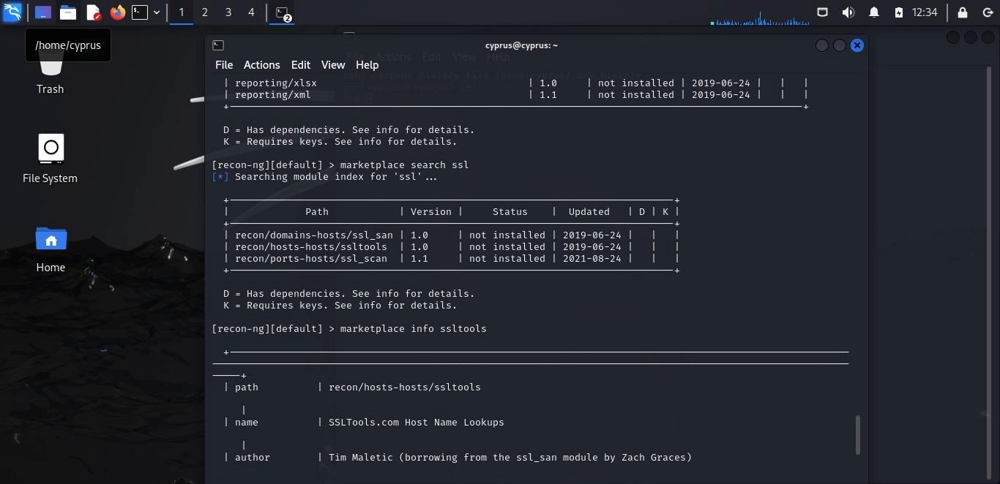 1 2 3 4 2 12:34
/home/cyprus
Trash
File System
Home
cyprus@cyprus: ~
File Actions Edit View Help
| reporting/xlsx | 1.0 | not installed | 2019-06-24 | | |
| reporting/xml | 1.1 | not installed | 2019-06-24 | | |
D = Has dependencies. See info for details.
K = Requires keys. See info for details.
[recon-ng][default] > marketplace search ssl
[*] Searching module index for 'ssl'...
| Path | Version | Status | Updated | D | K |
| recon/domains-hosts/ssl_san | 1.0 | not installed | 2019-06-24 | | |
| recon/hosts-hosts/ssltools | 1.0 | not installed | 2019-06-24 | | |
| recon/ports-hosts/ssl_scan | 1.1 | not installed | 2021-08-24 | | |
D = Has dependencies. See info for details.
K = Requires keys. See info for details.
[recon-ng][default] > marketplace info ssltools
| path | recon/hosts-hosts/ssltools
|
| name | SSLTools.com Host Name Lookups
|
| author | Tim Maletic (borrowing from the ssl_san module by Zach Graces)